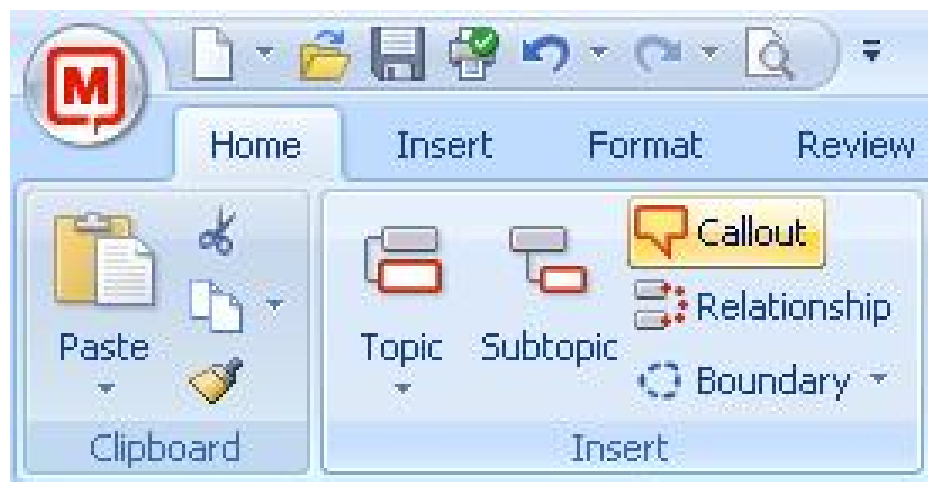 M
Home Insert Format Review
Callout
Relationship
Paste Topic Subtopic
Boundary
Clipboard Insert